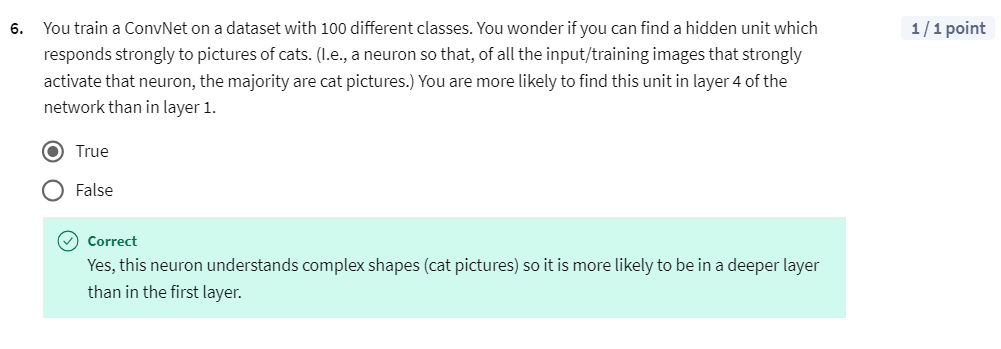 6. You train a ConvNet on a dataset with 100 different classes. You wonder if you can find a hidden unit which
1 / 1 point
responds strongly to pictures of cats. (I.e., a neuron so that, of all the input/training images that strongly
activate that neuron, the majority are cat pictures.) You are more likely to find this unit in layer 4 of the
network than in layer 1.
True
False
Correct
Yes, this neuron understands complex shapes (cat pictures) so it is more likely to be in a deeper layer
than in the first layer.